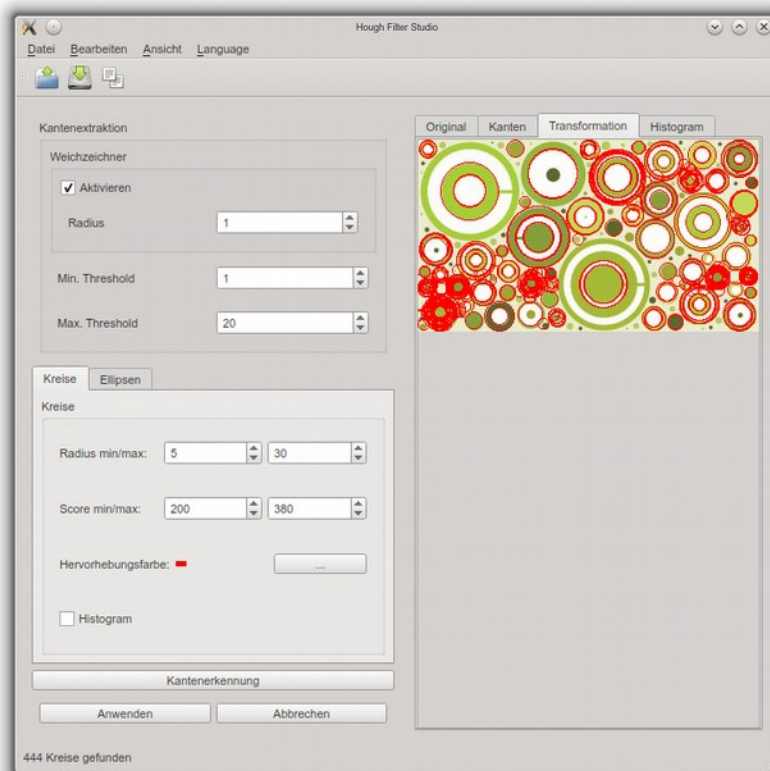 Hough Filter Studio
Datei Bearbeiten Ansicht Language
Kantenextraktion
Weichzeichner
Aktivieren
Radius 1
Min. Threshold 1
Max. Threshold 20
Kreise Ellipsen
Kreise
Radius min/max: 5 30
Score min/max: 200 380
Hervorhebungsfarbe: ...
Histogram
Kantenerkennung
Anwenden Abbrechen
Original Kanten Transformation Histogram
444 Kreise gefunden